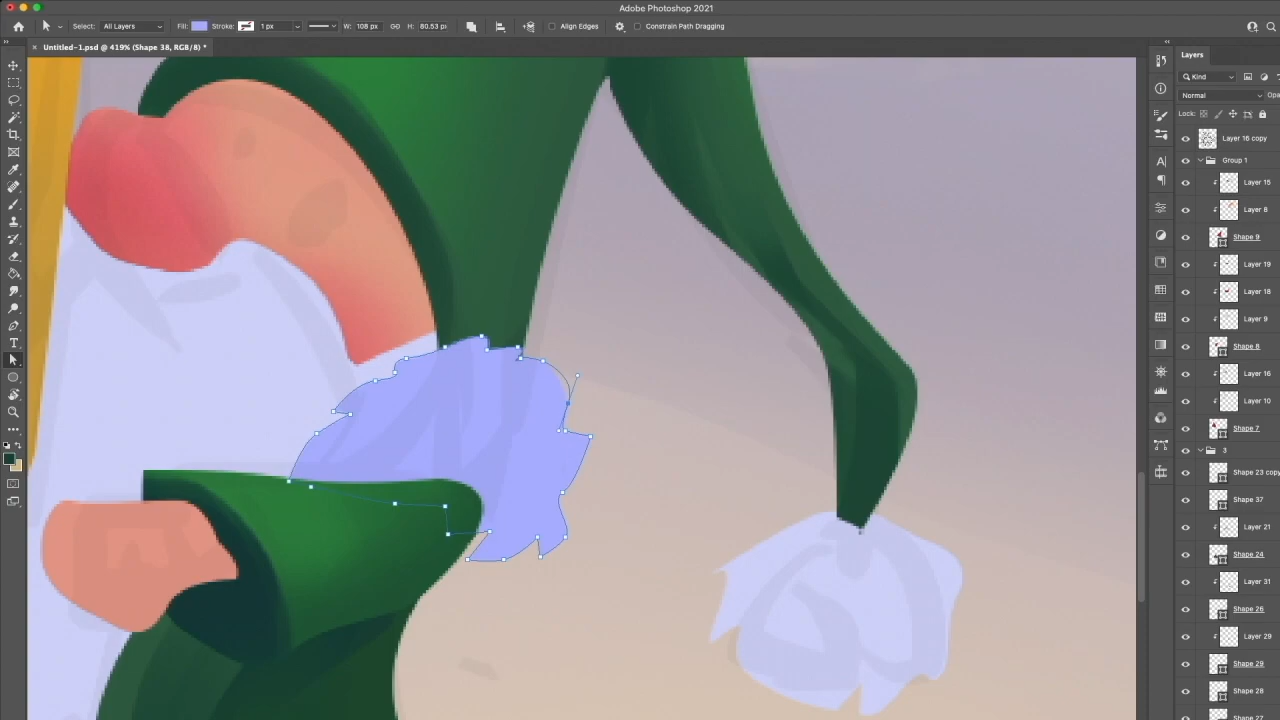 Adobe Photoshop 2021
Select: All Layers Fill: Stroke: 1 px W: 108 px H: 80.53 px Align Edges Constrain Path Dragging
Untitled-1.psd @ 419% (Shape 38, RGB/8) *
Layers
Kind
Normal Opa
Lock:
Layer 16 copy
Group 1
Layer 15
Layer 8
Shape 9
Layer 19
Layer 18
Layer 9
Shape 8
Layer 16
Layer 10
Shape 7
3
Shape 23 copy
Shape 37
Layer 21
Shape 24
Layer 31
Shape 26
Layer 29
Shape 29
Shape 28
Shape 27